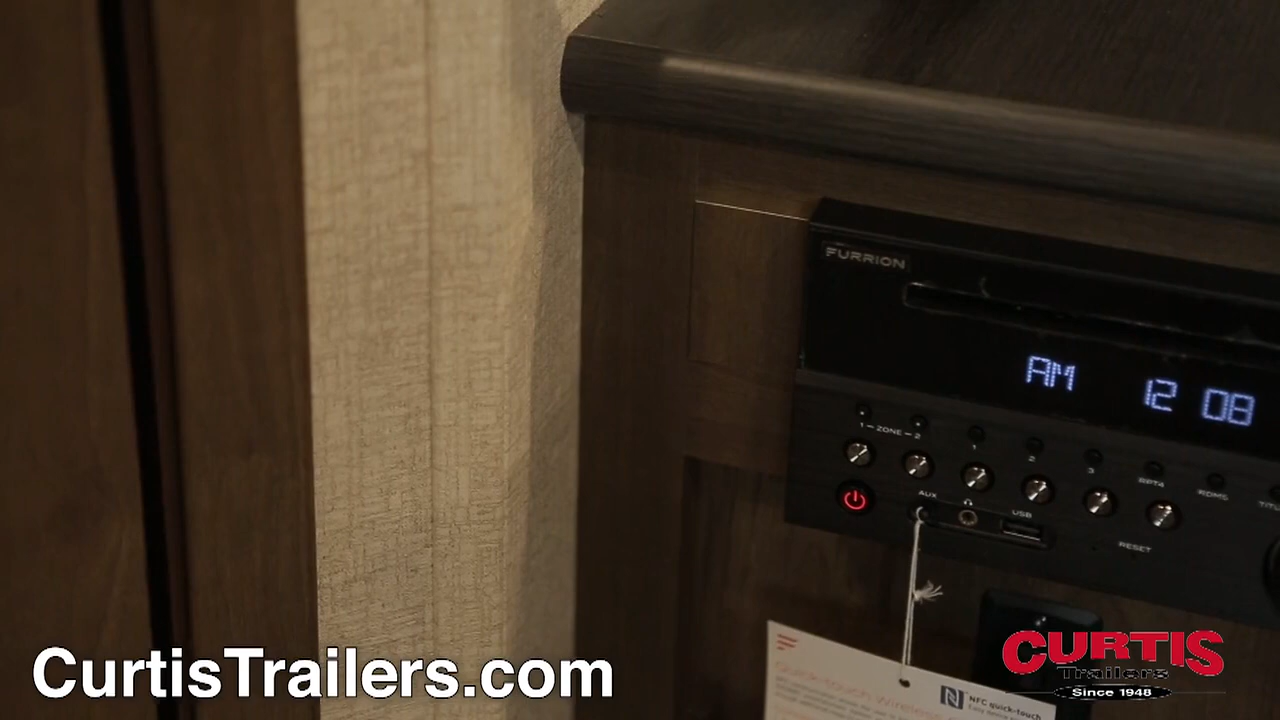 FURRION
AM 12 08
1 – ZONE – 2 1 2 3 RPT4 RDM5
AUX USB
RESET
NFC quick-touch
CurtisTrailers.com
CURTIS
Trailers
Since 1948